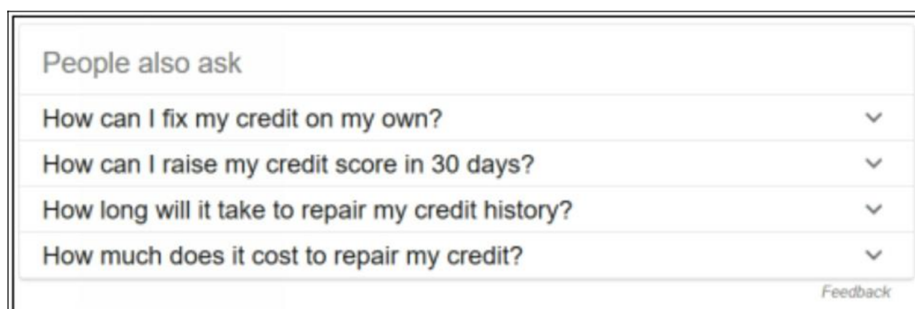 People also ask
How can I fix my credit on my own?
How can I raise my credit score in 30 days?
How long will it take to repair my credit history?
How much does it cost to repair my credit?
Feedback